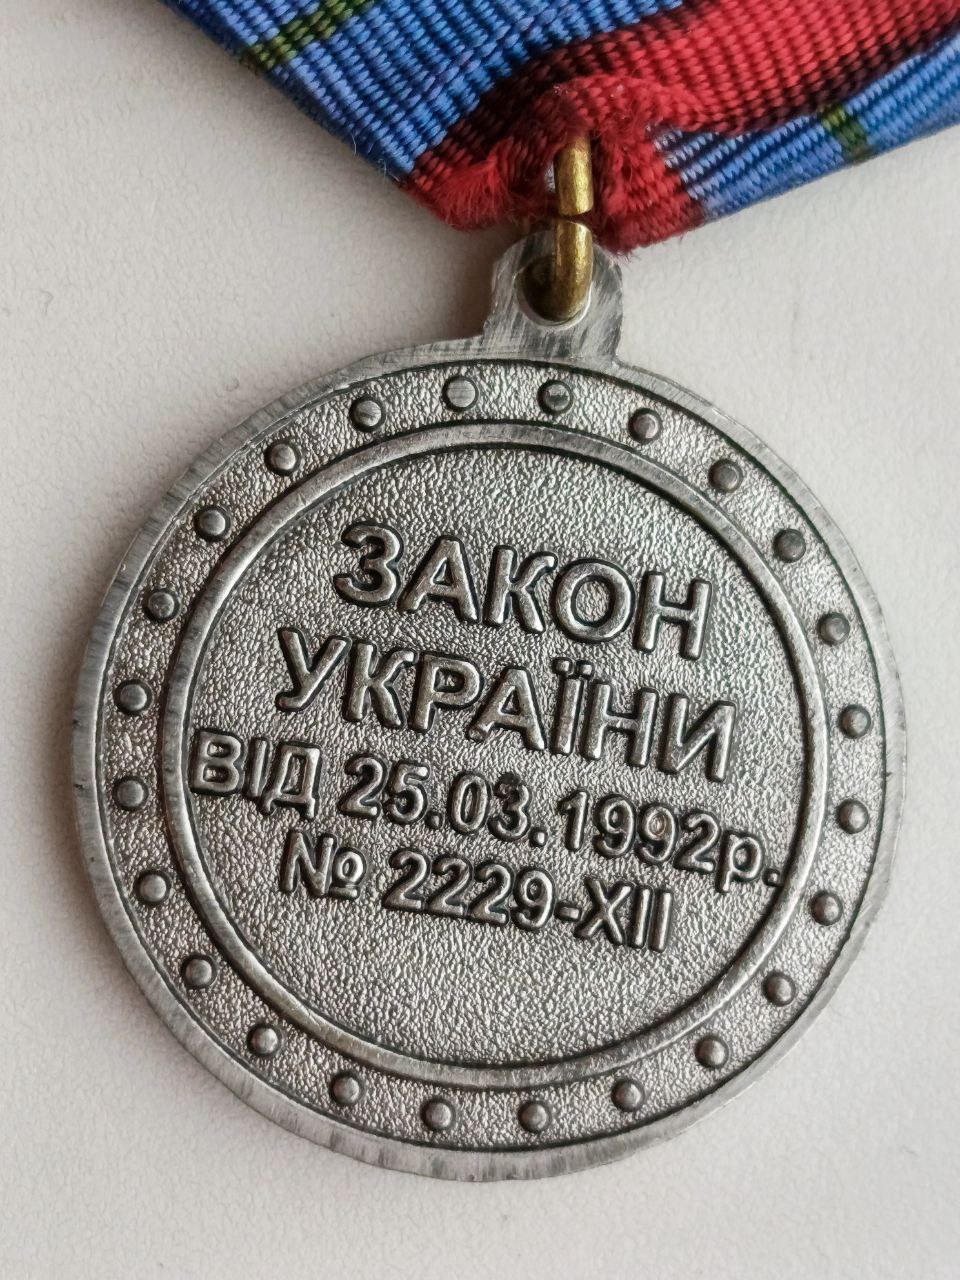 ЗАКОН
УКРАЇНИ
ВІД 25.03.1992р.
№ 2229-XII